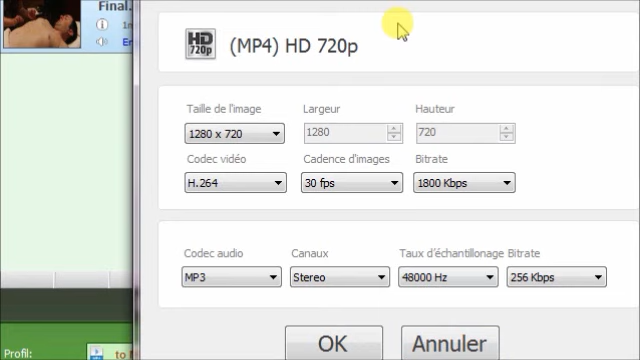 Final.
HD
720p
(MP4) HD 720p
Taille de l'image Largeur Hauteur
1280 x 720 1280 720
Codec vidéo Cadence d'images Bitrate
H.264 30 fps 1800 Kbps
Codec audio Canaux Taux d'échantillonage Bitrate
MP3 Stereo 48000 Hz 256 Kbps
OK Annuler
Profil: to